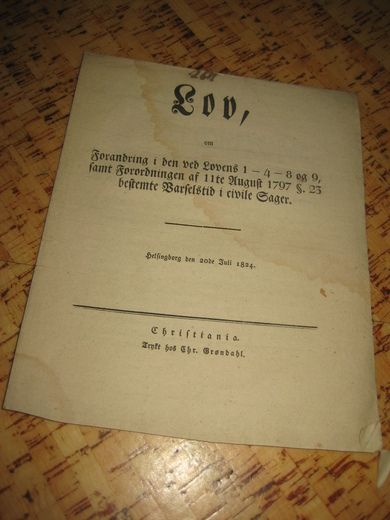 Lov,
om
Forandring i den ved Lovens 1 – 4 – 8 og 9,
samt Forordningen af 11te August 1797 §. 23
bestemte Varselstid i civile Sager.
Helsingborg den 20de Juli 1824.
Christiania.
Trykt hos Chr. Grøndahl.